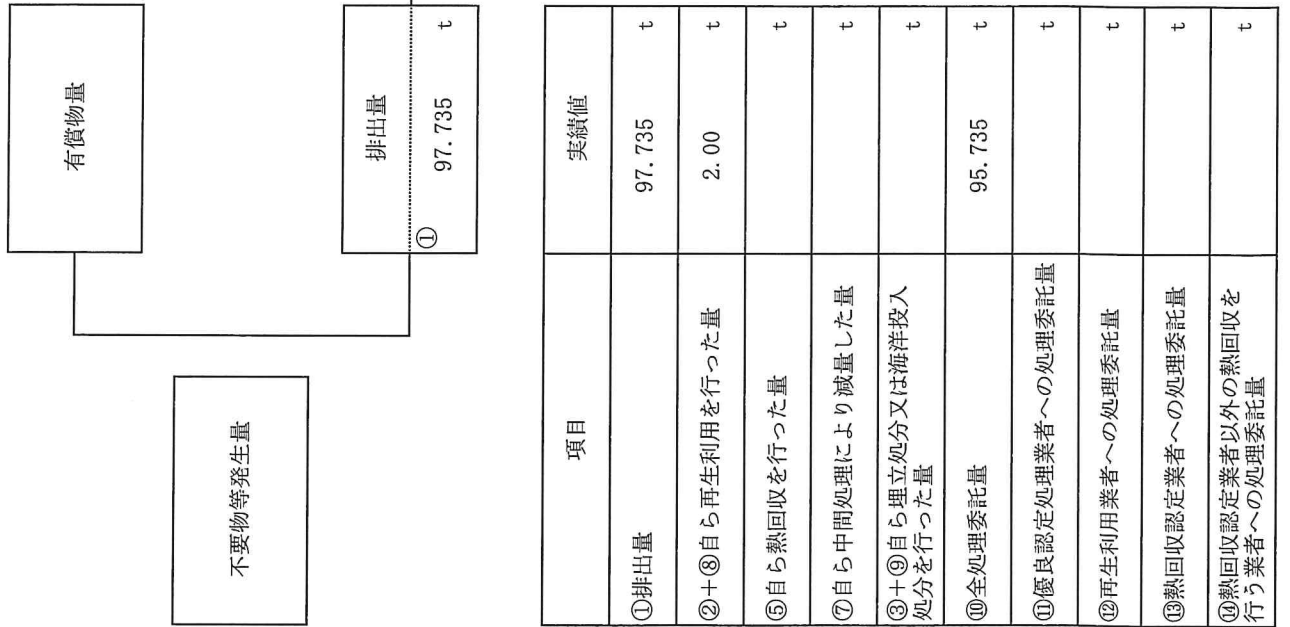 有償物量
不要物等発生量
排出量
① 97.735 t
項目 実績値
①排出量 97.735 t
②+⑧自ら再生利用を行った量 2.00 t
⑤自ら熱回収を行った量 t
⑦自ら中間処理により減量した量 t
③+⑨自ら埋立処分又は海洋投入
処分を行った量 t
⑩全処理委託量 95.735 t
⑪優良認定処理業者への処理委託量 t
⑫再生利用業者への処理委託量 t
⑬熱回収認定業者への処理委託量 t
⑭熱回収認定業者以外の熱回収を
行う業者への処理委託量 t